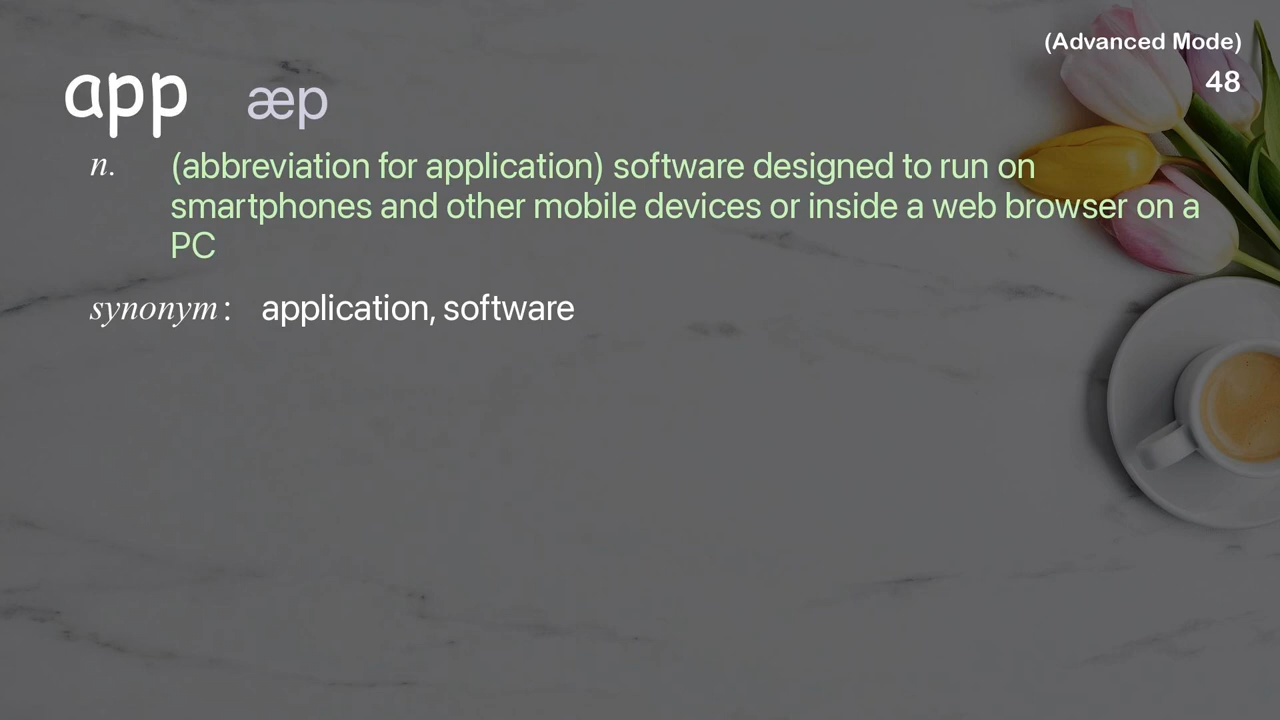 (Advanced Mode)
app æp
48
n. (abbreviation for application) software designed to run on
smartphones and other mobile devices or inside a web browser on a
PC
synonym: application, software